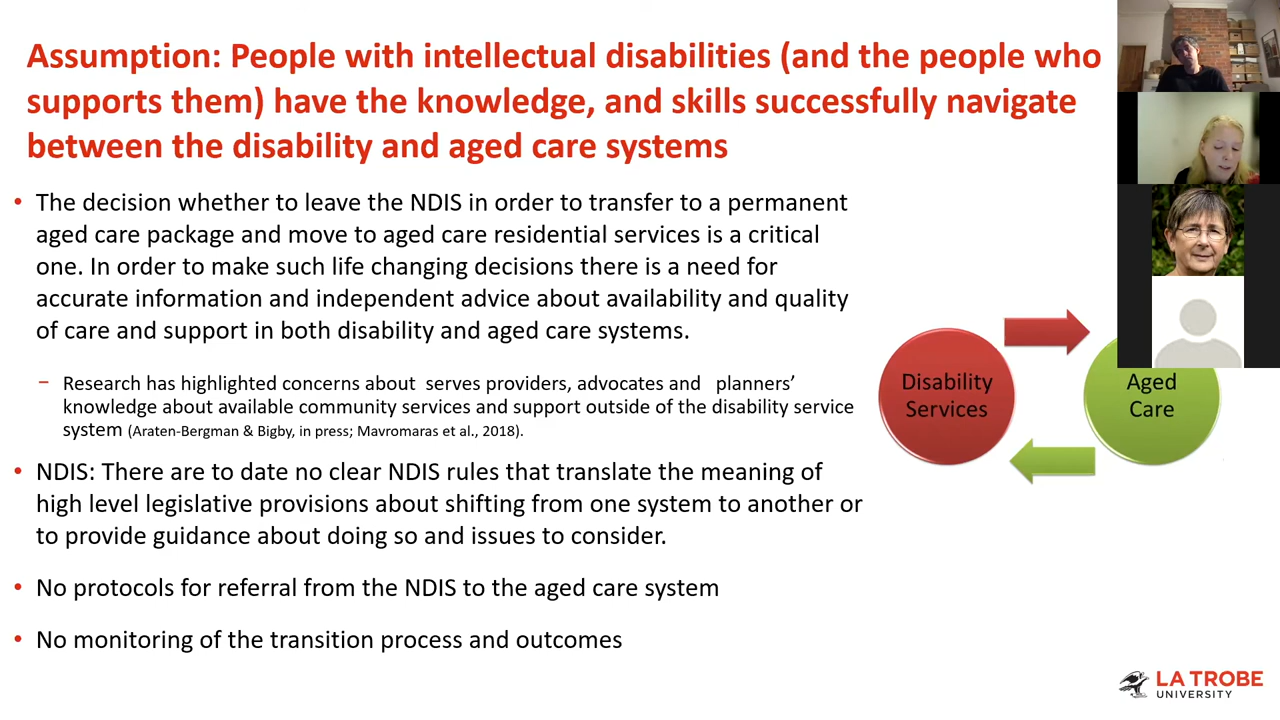 Assumption: People with intellectual disabilities (and the people who
supports them) have the knowledge, and skills successfully navigate
between the disability and aged care systems
• The decision whether to leave the NDIS in order to transfer to a permanent
aged care package and move to aged care residential services is a critical
one. In order to make such life changing decisions there is a need for
accurate information and independent advice about availability and quality
of care and support in both disability and aged care systems.
− Research has highlighted concerns about serves providers, advocates and planners’
knowledge about available community services and support outside of the disability service
system (Araten-Bergman & Bigby, in press; Mavromaras et al., 2018).
• NDIS: There are to date no clear NDIS rules that translate the meaning of
high level legislative provisions about shifting from one system to another or
to provide guidance about doing so and issues to consider.
• No protocols for referral from the NDIS to the aged care system
• No monitoring of the transition process and outcomes
Disability
Services
Aged
Care
LA TROBE
UNIVERSITY